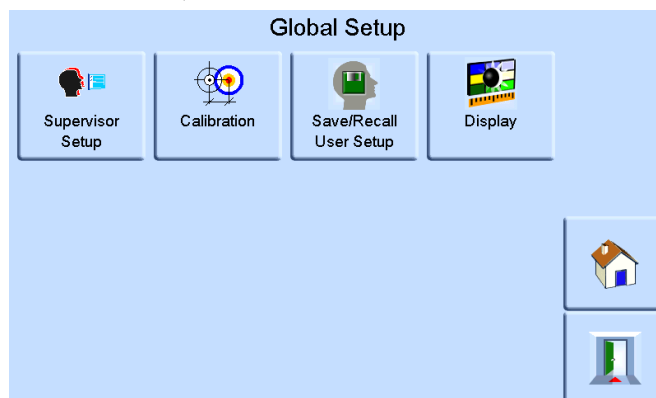 Global Setup
Supervisor
Setup
Calibration
Save/Recall
User Setup
Display